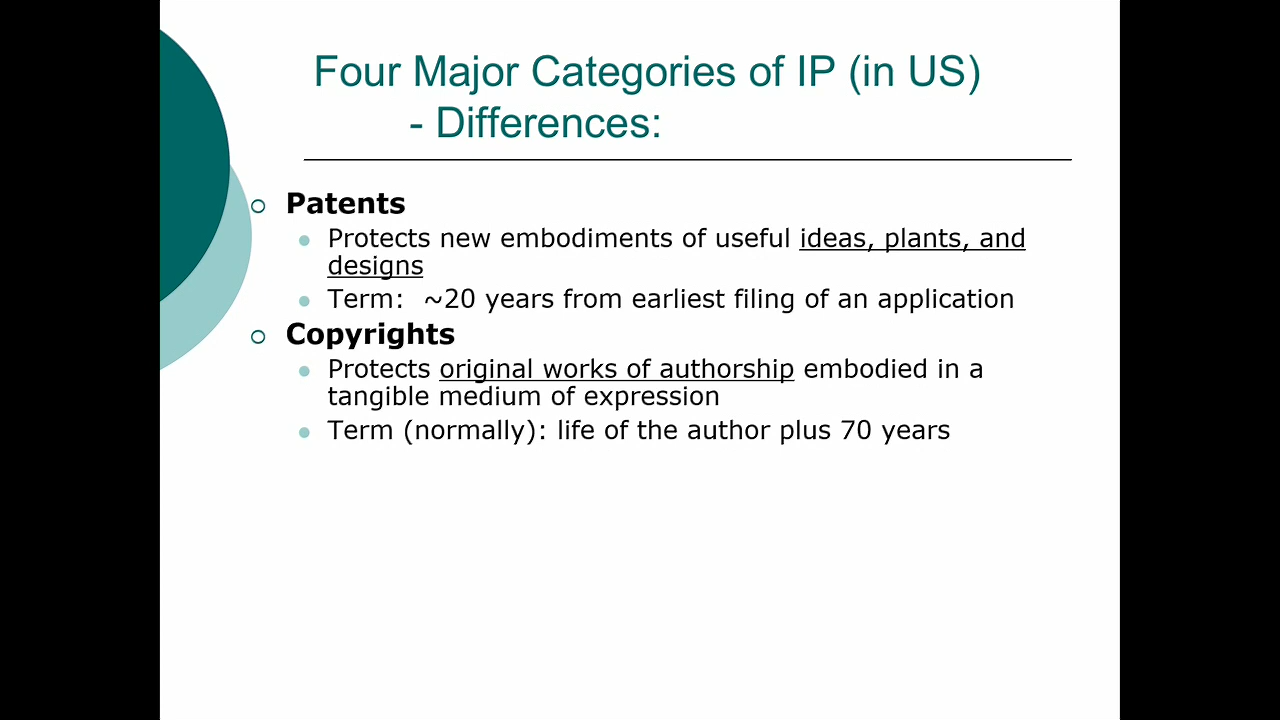 Four Major Categories of IP (in US)
- Differences:
Patents
Protects new embodiments of useful ideas, plants, and
designs
Term:  ~20 years from earliest filing of an application
Copyrights
Protects original works of authorship embodied in a
tangible medium of expression
Term (normally): life of the author plus 70 years